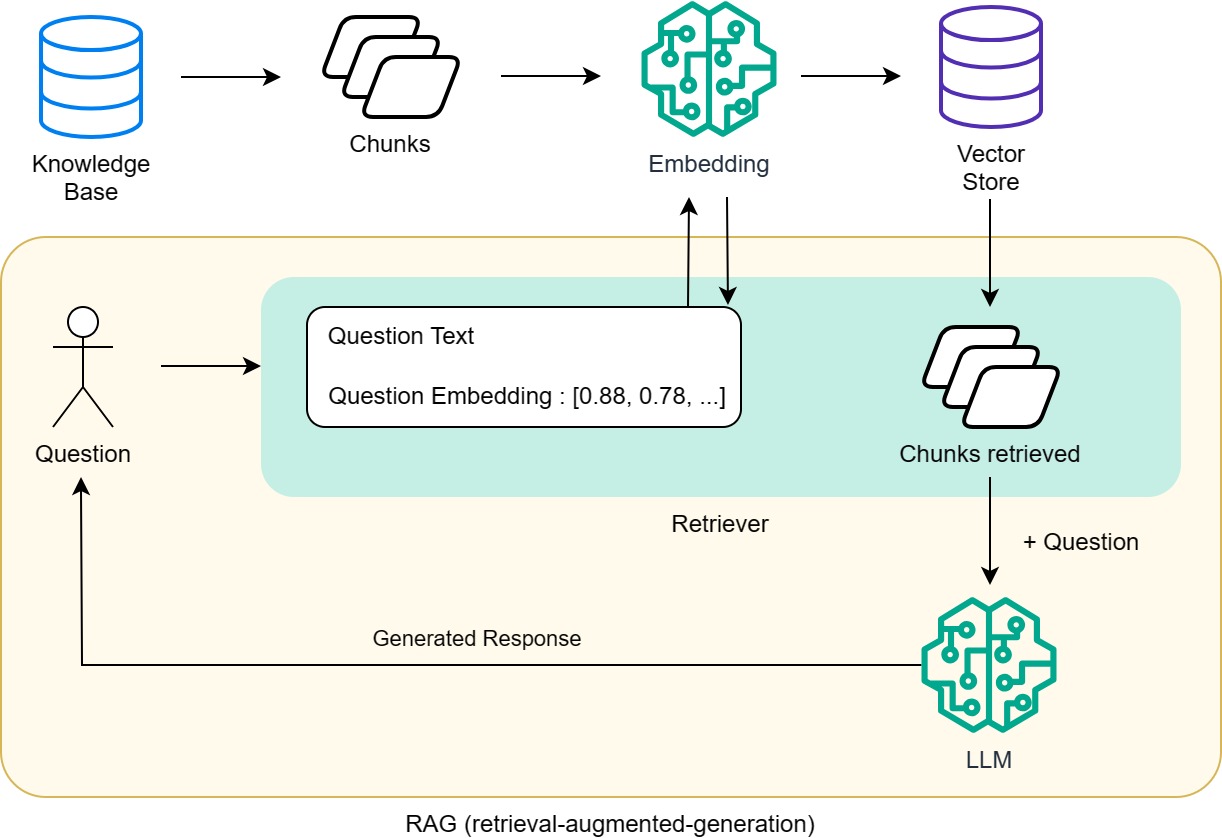 Knowledge
Base
Chunks
Embedding
Vector
Store
Question Text
Question Embedding : [0.88, 0.78, ...]
Question
Chunks retrieved
Retriever
+ Question
Generated Response
LLM
RAG (retrieval-augmented-generation)